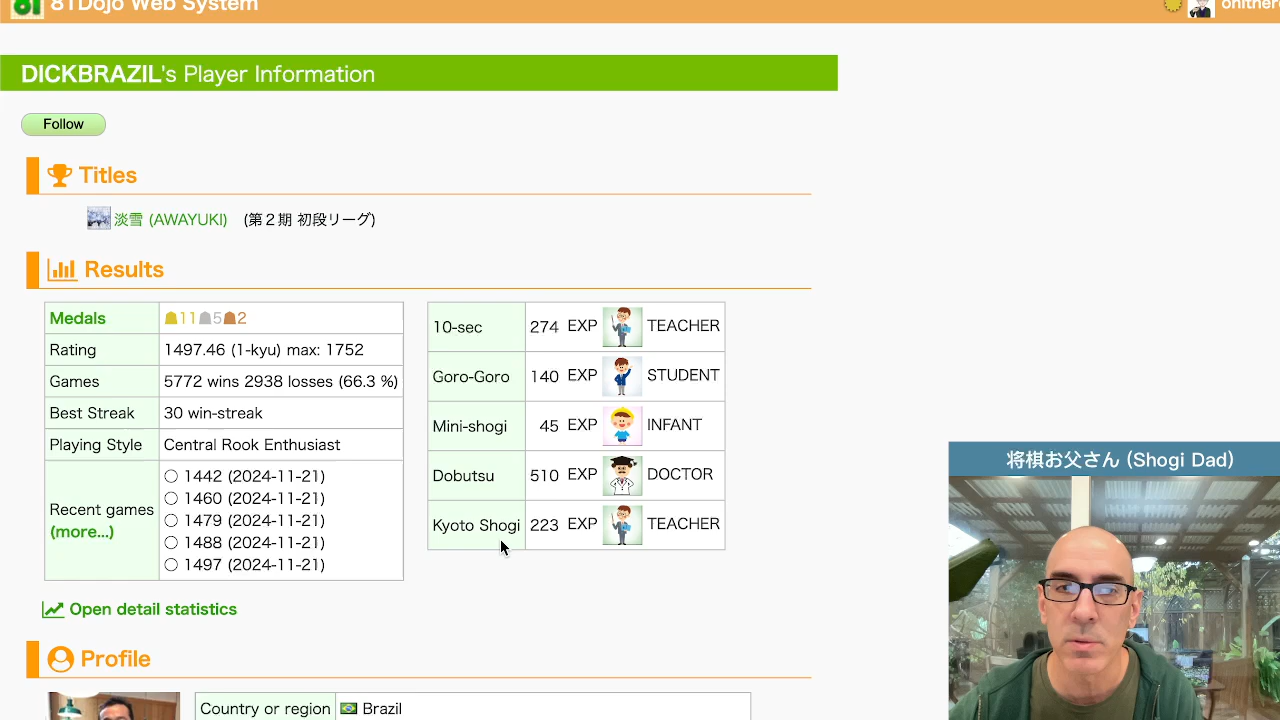 81Dojo Web System
DICKBRAZIL's Player Information
Follow
Titles
淡雪 (AWAYUKI) (第２期 初段リーグ)
Results
Medals 11 5 2
Rating 1497.46 (1-kyu) max: 1752
Games 5772 wins 2938 losses (66.3 %)
Best Streak 30 win-streak
Playing Style Central Rook Enthusiast
Recent games
(more...)
○ 1442 (2024-11-21)
○ 1460 (2024-11-21)
○ 1479 (2024-11-21)
○ 1488 (2024-11-21)
○ 1497 (2024-11-21)
10-sec 274 EXP TEACHER
Goro-Goro 140 EXP STUDENT
Mini-shogi 45 EXP INFANT
Dobutsu 510 EXP DOCTOR
Kyoto Shogi 223 EXP TEACHER
Open detail statistics
Profile
Country or region Brazil
将棋お父さん (Shogi Dad)